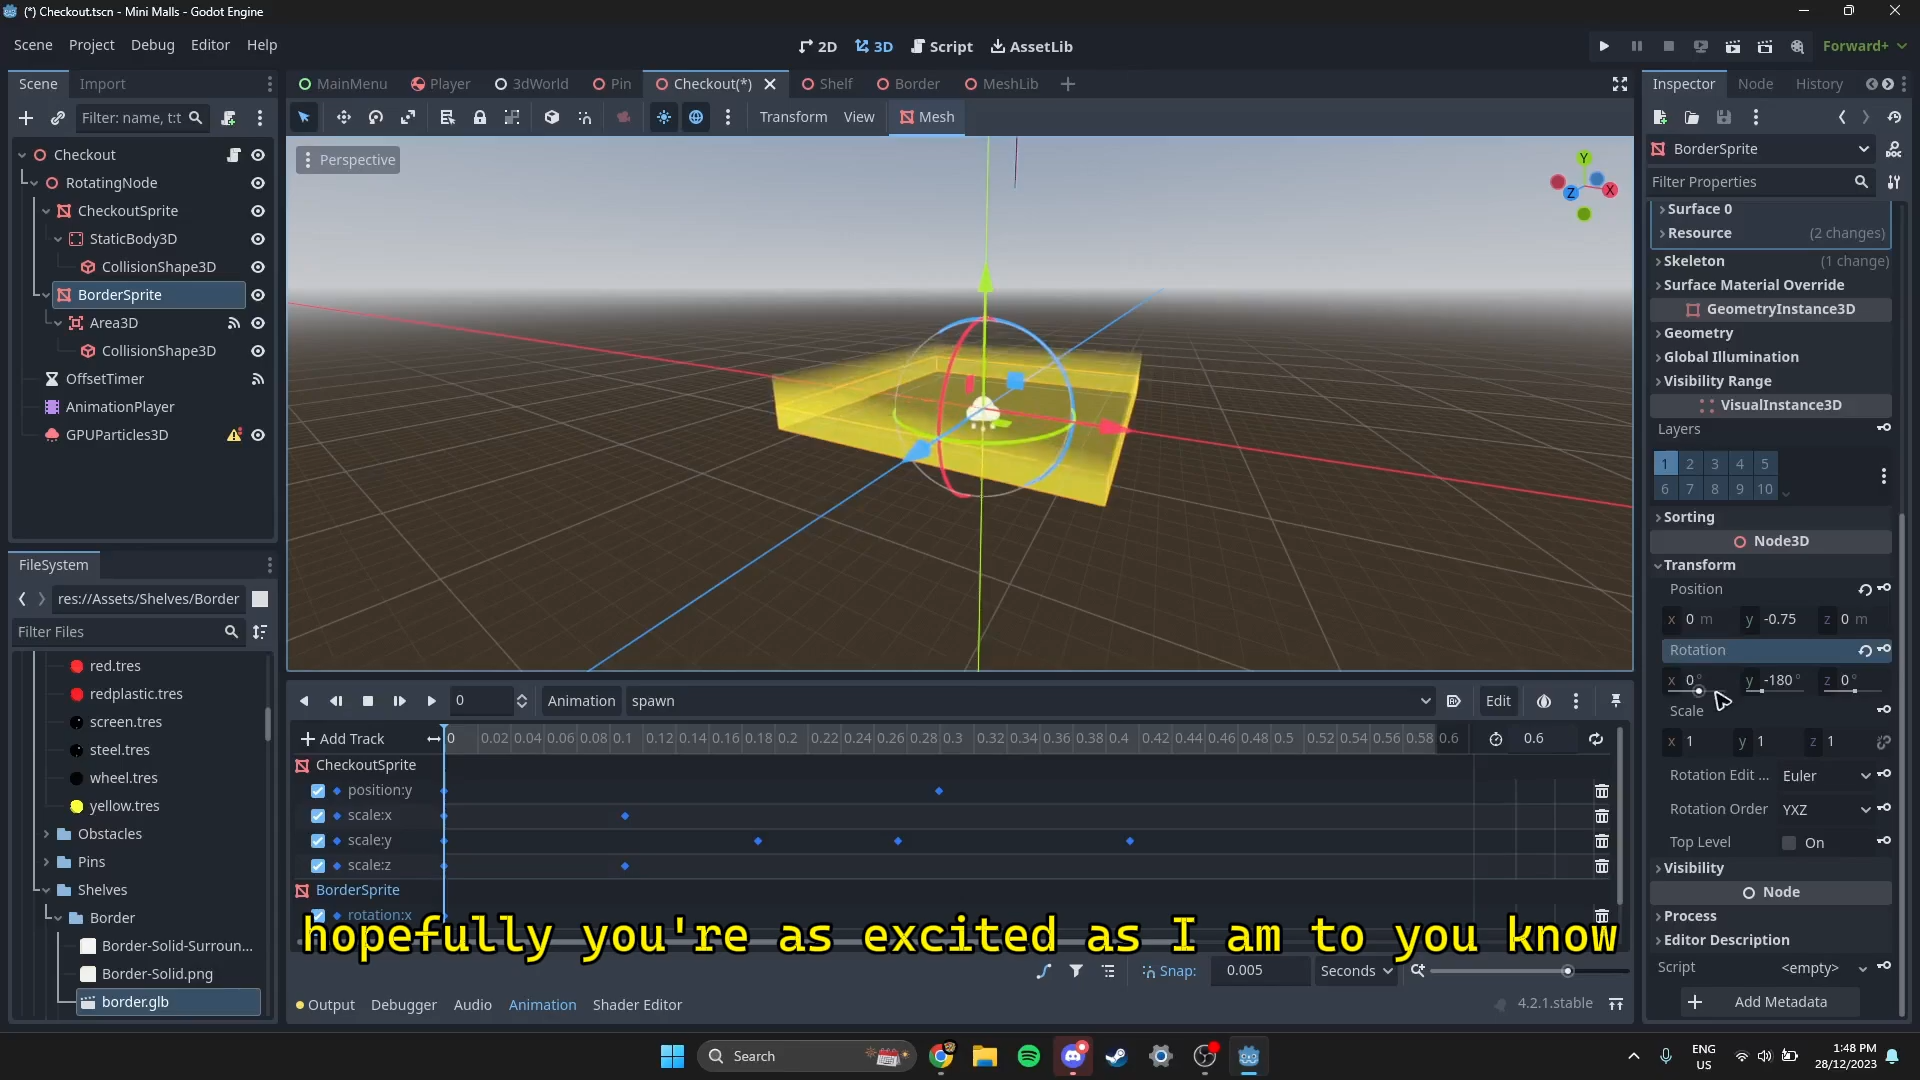 (*) Checkout.tscn - Mini Malls - Godot Engine
Scene Project Debug Editor Help
2D 3D Script AssetLib
Forward+
Scene Import
MainMenu Player 3dWorld Pin Checkout(*) Shelf Border MeshLib
Inspector Node History
Filter: name, t:t
Transform View Mesh
Perspective
Y
X
Z
Checkout
RotatingNode
CheckoutSprite
StaticBody3D
CollisionShape3D
BorderSprite
Area3D
CollisionShape3D
OffsetTimer
AnimationPlayer
GPUParticles3D
FileSystem
res://Assets/Shelves/Border
Filter Files
red.tres
redplastic.tres
screen.tres
steel.tres
wheel.tres
yellow.tres
Obstacles
Pins
Shelves
Border
Border-Solid-Surroun...
Border-Solid.png
border.glb
0 Animation spawn Edit
Add Track 0 0.02 0.04 0.06 0.08 0.1 0.12 0.14 0.16 0.18 0.2 0.22 0.24 0.26 0.28 0.3 0.32 0.34 0.36 0.38 0.4 0.42 0.44 0.46 0.48 0.5 0.52 0.54 0.56 0.58 0.6 0.6
CheckoutSprite
position:y
scale:x
scale:y
scale:z
BorderSprite
rotation:x
hopefully you're as excited as I am to you know
Snap: 0.005 Seconds
Output Debugger Audio Animation Shader Editor 4.2.1.stable
BorderSprite
Filter Properties
Surface 0
Resource (2 changes)
Skeleton (1 change)
Surface Material Override
GeometryInstance3D
Geometry
Global Illumination
Visibility Range
VisualInstance3D
Layers
1 2 3 4 5
6 7 8 9 10
Sorting
Node3D
Transform
Position
x 0 m y -0.75 z 0 m
Rotation
x 0° y -180° z 0°
Scale
x 1 y 1 z 1
Rotation Edit ... Euler
Rotation Order YXZ
Top Level On
Visibility
Node
Process
Editor Description
Script <empty>
Add Metadata
Search
ENG
US
1:48 PM
28/12/2023